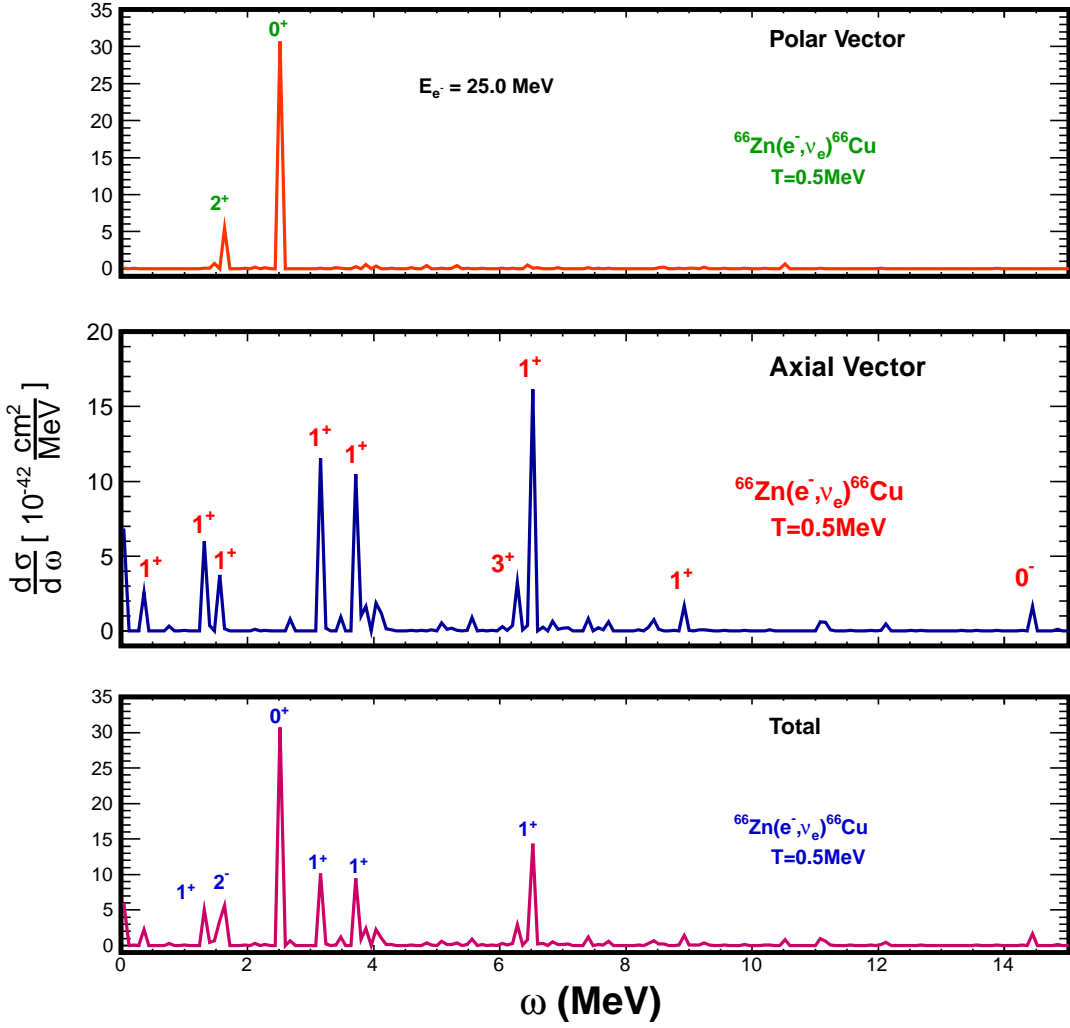 35
30
25
20
15
10
5
0
0⁺
2⁺
Polar Vector
E_e⁻ = 25.0 MeV
⁶⁶Zn(e⁻,ν_e)⁶⁶Cu
T=0.5MeV
dσ/dω [ 10⁻⁴² cm²/MeV ]
20
15
10
5
0
1⁺
1⁺
1⁺
1⁺
1⁺
3⁺
1⁺
1⁺
0⁻
Axial Vector
⁶⁶Zn(e⁻,ν_e)⁶⁶Cu
T=0.5MeV
35
30
25
20
15
10
5
0
1⁺
2⁻
0⁺
1⁺
1⁺
1⁺
Total
⁶⁶Zn(e⁻,ν_e)⁶⁶Cu
T=0.5MeV
0 2 4 6 8 10 12 14
ω (MeV)